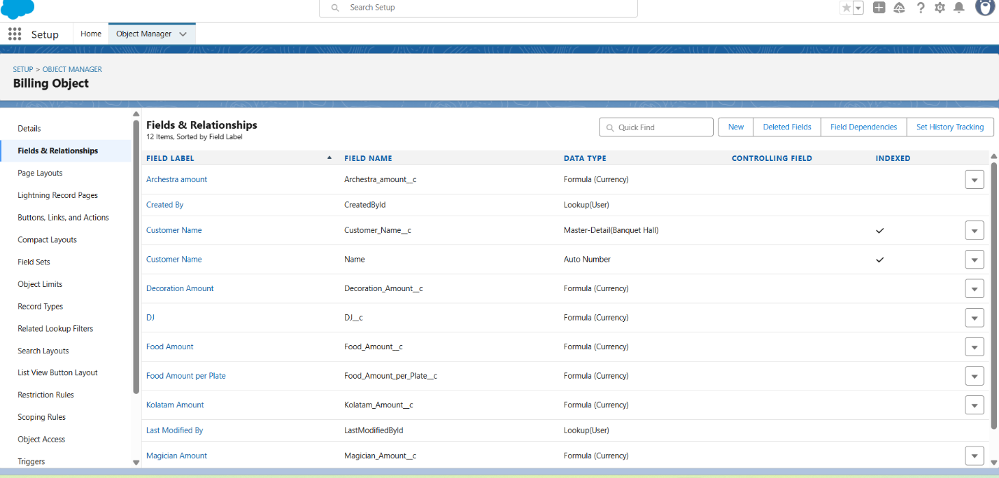 Search Setup
Setup
Home
Object Manager
SETUP > OBJECT MANAGER
Billing Object
Details
Fields & Relationships
Page Layouts
Lightning Record Pages
Buttons, Links, and Actions
Compact Layouts
Field Sets
Object Limits
Record Types
Related Lookup Filters
Search Layouts
List View Button Layout
Restriction Rules
Scoping Rules
Object Access
Triggers
Fields & Relationships
12 Items, Sorted by Field Label
Quick Find
New
Deleted Fields
Field Dependencies
Set History Tracking
FIELD LABEL FIELD NAME DATA TYPE CONTROLLING FIELD INDEXED
Archestra amount Archestra_amount__c Formula (Currency)
Created By CreatedById Lookup(User)
Customer Name Customer_Name__c Master-Detail(Banquet Hall)
Customer Name Name Auto Number
Decoration Amount Decoration_Amount__c Formula (Currency)
DJ DJ__c Formula (Currency)
Food Amount Food_Amount__c Formula (Currency)
Food Amount per Plate Food_Amount_per_Plate__c Formula (Currency)
Kolatam Amount Kolatam_Amount__c Formula (Currency)
Last Modified By LastModifiedById Lookup(User)
Magician Amount Magician_Amount__c Formula (Currency)